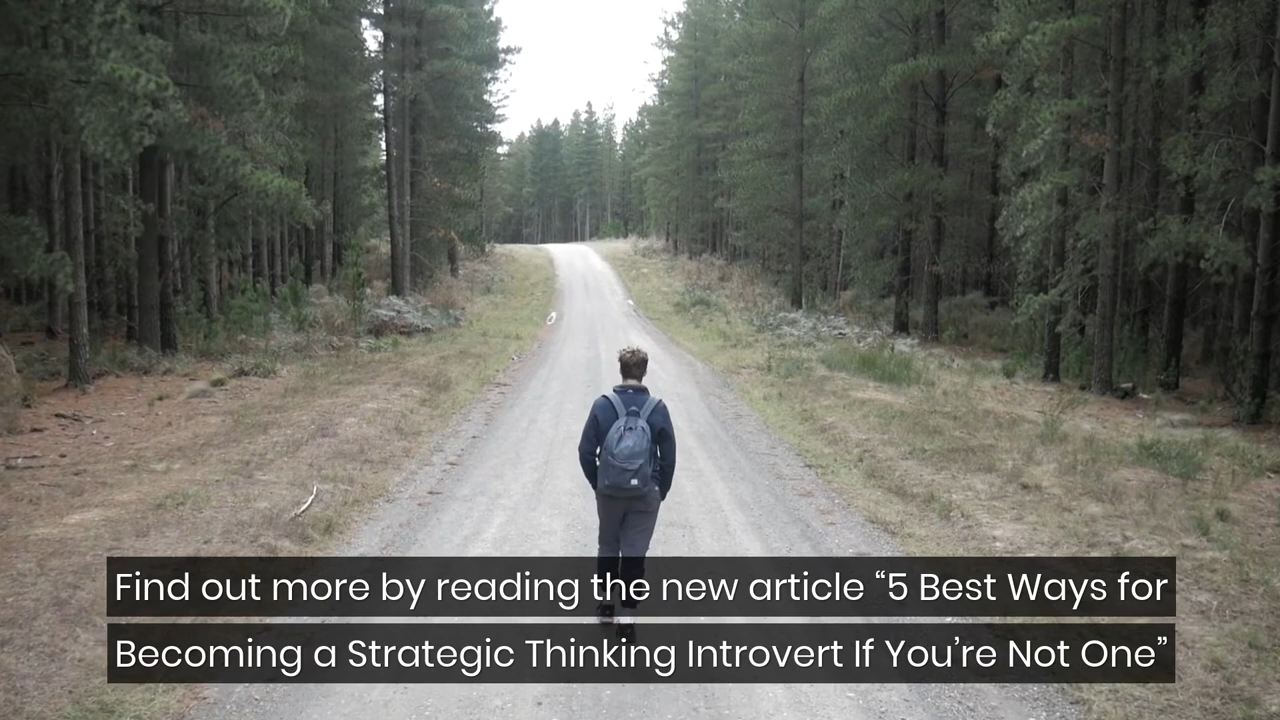 Find out more by reading the new article “5 Best Ways for
Becoming a Strategic Thinking Introvert If You’re Not One”